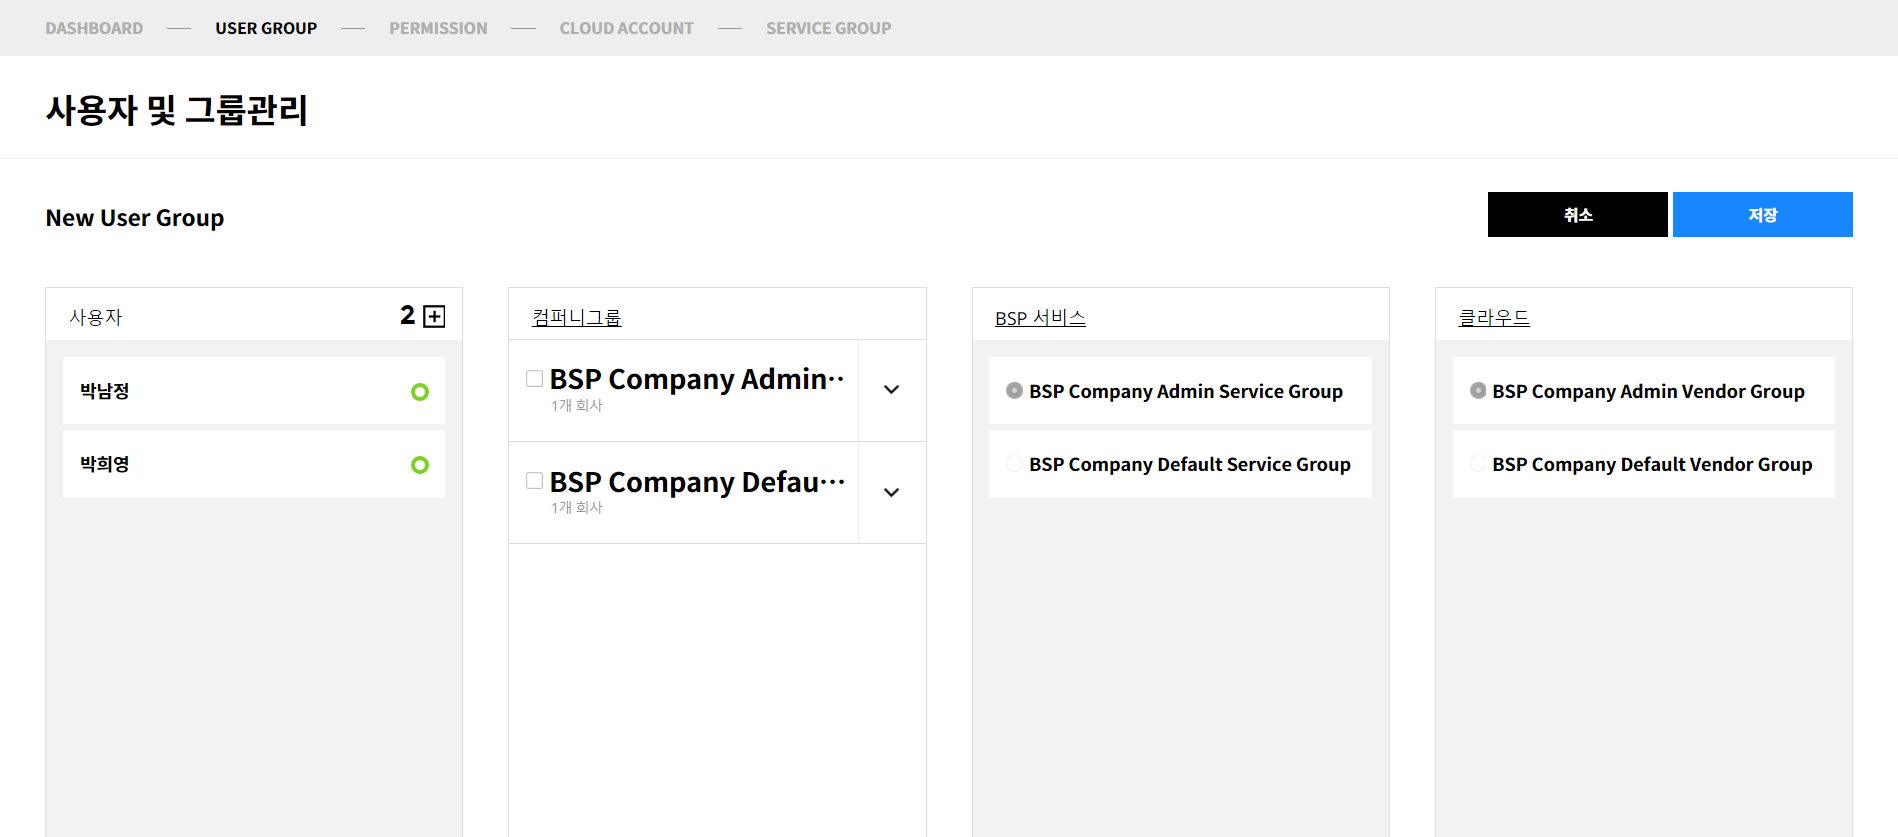 DASHBOARD — USER GROUP — PERMISSION — CLOUD ACCOUNT — SERVICE GROUP
사용자 및 그룹관리
New User Group
취소
저장
사용자 2
박남정
박희영
컴퍼니그룹
BSP Company Admin··
1개 회사
BSP Company Defau···
1개 회사
BSP 서비스
BSP Company Admin Service Group
BSP Company Default Service Group
클라우드
BSP Company Admin Vendor Group
BSP Company Default Vendor Group